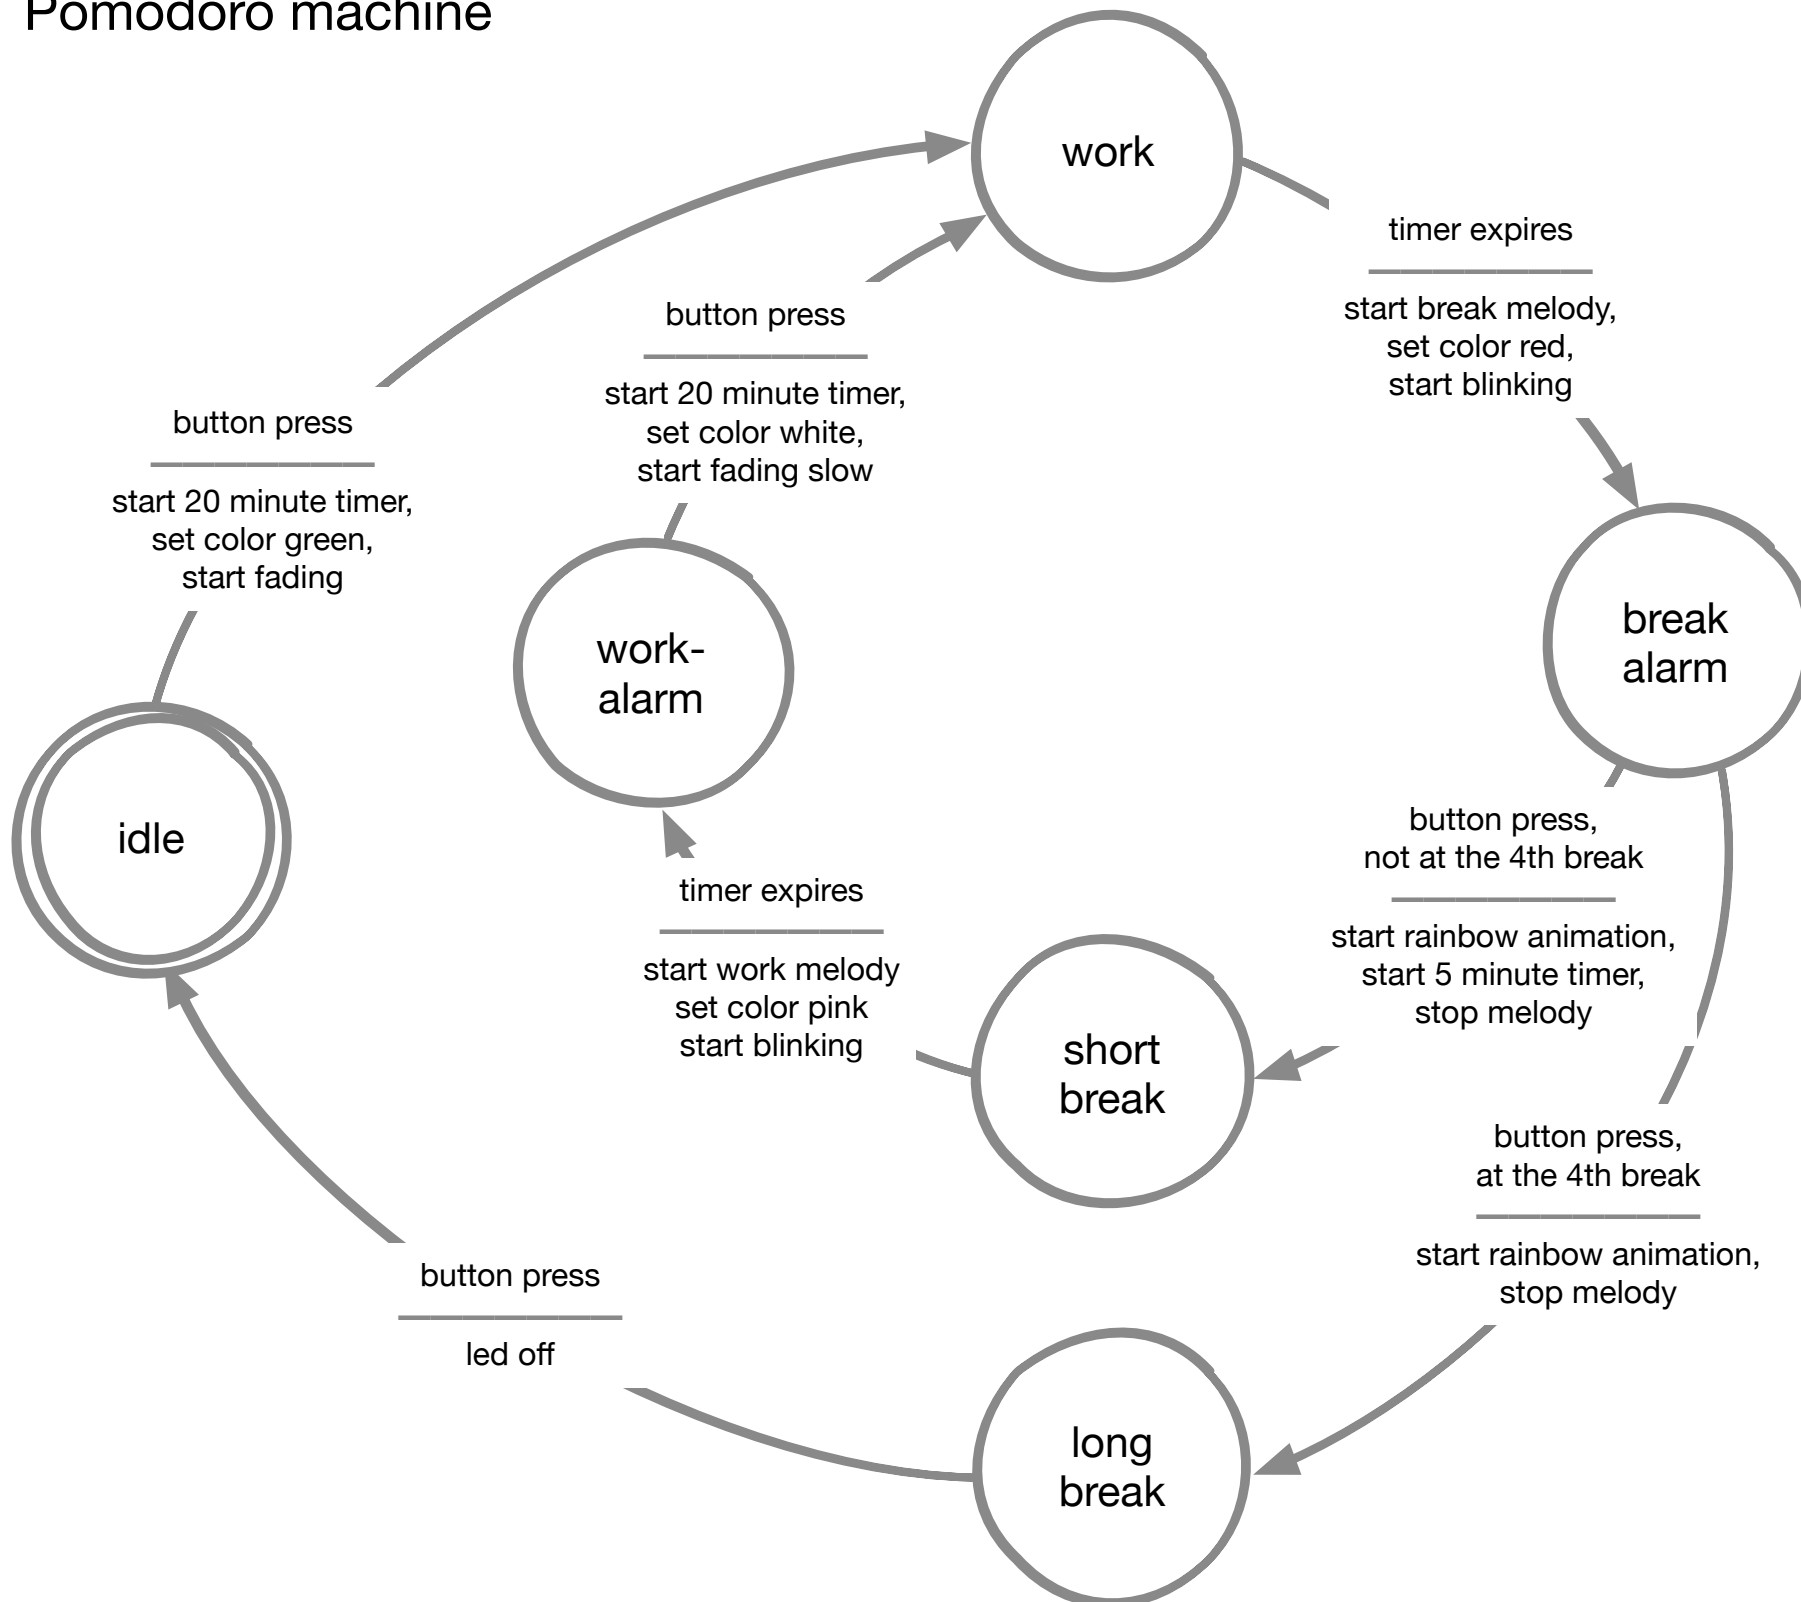 Pomodoro machine
work
timer expires
start break melody,
set color red,
start blinking
button press
start 20 minute timer,
set color white,
start fading slow
button press
start 20 minute timer,
set color green,
start fading
work-
alarm
break
alarm
idle
button press,
not at the 4th break
start rainbow animation,
start 5 minute timer,
stop melody
timer expires
start work melody
set color pink
start blinking
short
break
button press,
at the 4th break
start rainbow animation,
stop melody
button press
led off
long
break